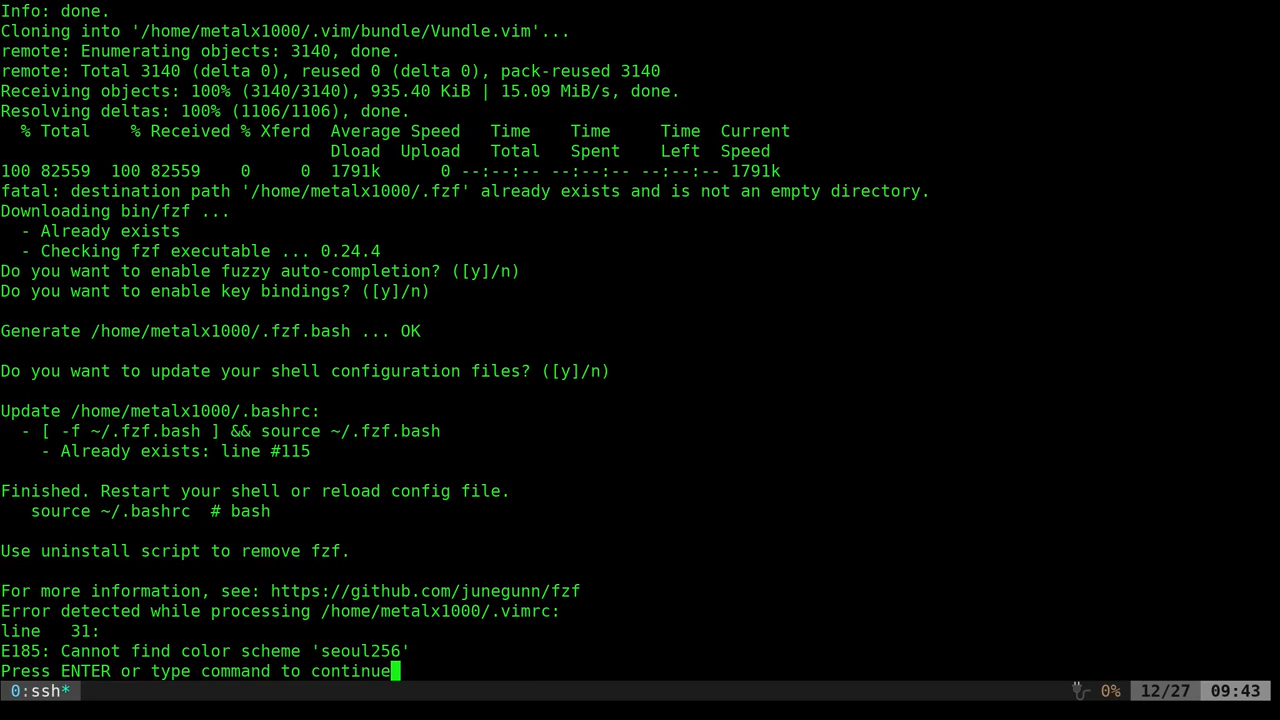 Info: done.
Cloning into '/home/metalx1000/.vim/bundle/Vundle.vim'...
remote: Enumerating objects: 3140, done.
remote: Total 3140 (delta 0), reused 0 (delta 0), pack-reused 3140
Receiving objects: 100% (3140/3140), 935.40 KiB | 15.09 MiB/s, done.
Resolving deltas: 100% (1106/1106), done.
  % Total    % Received % Xferd  Average Speed   Time    Time     Time  Current
                                 Dload  Upload   Total   Spent    Left  Speed
100 82559  100 82559    0     0  1791k      0 --:--:-- --:--:-- --:--:-- 1791k
fatal: destination path '/home/metalx1000/.fzf' already exists and is not an empty directory.
Downloading bin/fzf ...
  - Already exists
  - Checking fzf executable ... 0.24.4
Do you want to enable fuzzy auto-completion? ([y]/n)
Do you want to enable key bindings? ([y]/n)
Generate /home/metalx1000/.fzf.bash ... OK
Do you want to update your shell configuration files? ([y]/n)
Update /home/metalx1000/.bashrc:
  - [ -f ~/.fzf.bash ] && source ~/.fzf.bash
    - Already exists: line #115
Finished. Restart your shell or reload config file.
   source ~/.bashrc  # bash
Use uninstall script to remove fzf.
For more information, see: https://github.com/junegunn/fzf
Error detected while processing /home/metalx1000/.vimrc:
line   31:
E185: Cannot find color scheme 'seoul256'
Press ENTER or type command to continue
0:ssh* 0% 12/27 09:43